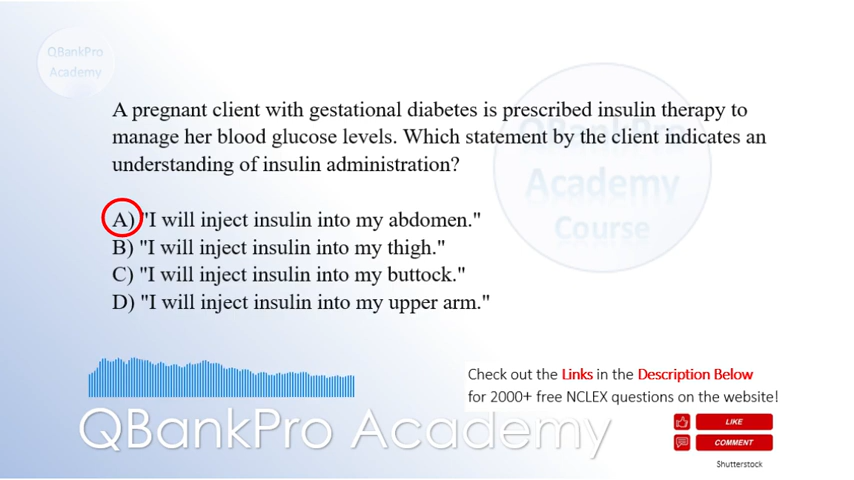 QBankPro
Academy
A pregnant client with gestational diabetes is prescribed insulin therapy to
manage her blood glucose levels. Which statement by the client indicates an
understanding of insulin administration?
QBankPro
Academy
Course
A) "I will inject insulin into my abdomen."
B) "I will inject insulin into my thigh."
C) "I will inject insulin into my buttock."
D) "I will inject insulin into my upper arm."
Check out the Links in the Description Below
for 2000+ free NCLEX questions on the website!
QBankPro Academy
LIKE
COMMENT
Shutterstock